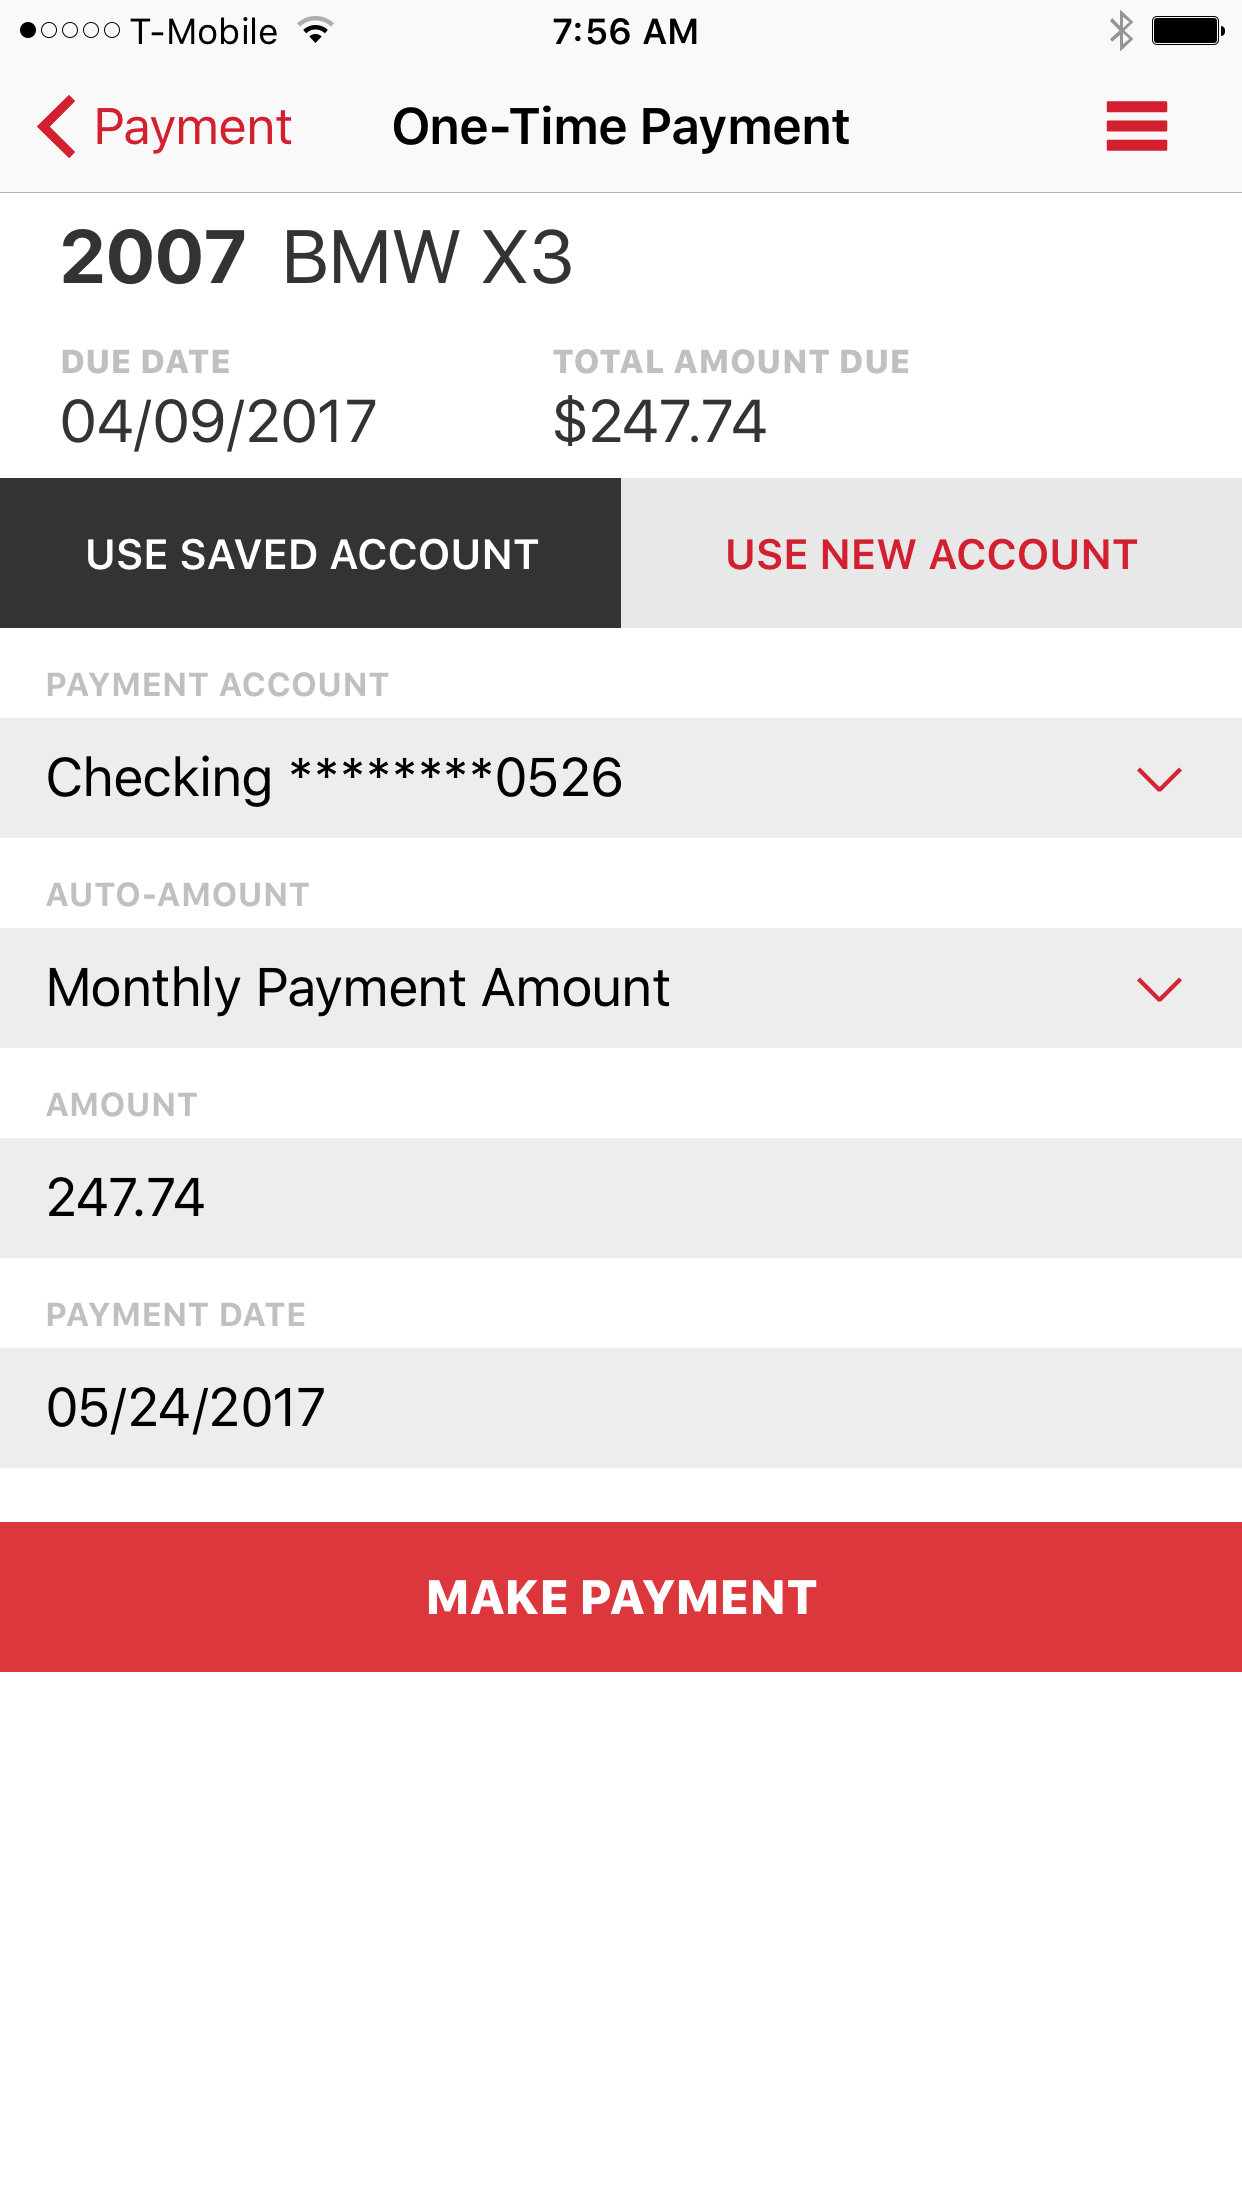 T-Mobile 7:56 AM
Payment One-Time Payment
2007 BMW X3
DUE DATE TOTAL AMOUNT DUE
04/09/2017 $247.74
USE SAVED ACCOUNT USE NEW ACCOUNT
PAYMENT ACCOUNT
Checking ********0526
AUTO-AMOUNT
Monthly Payment Amount
AMOUNT
247.74
PAYMENT DATE
05/24/2017
MAKE PAYMENT